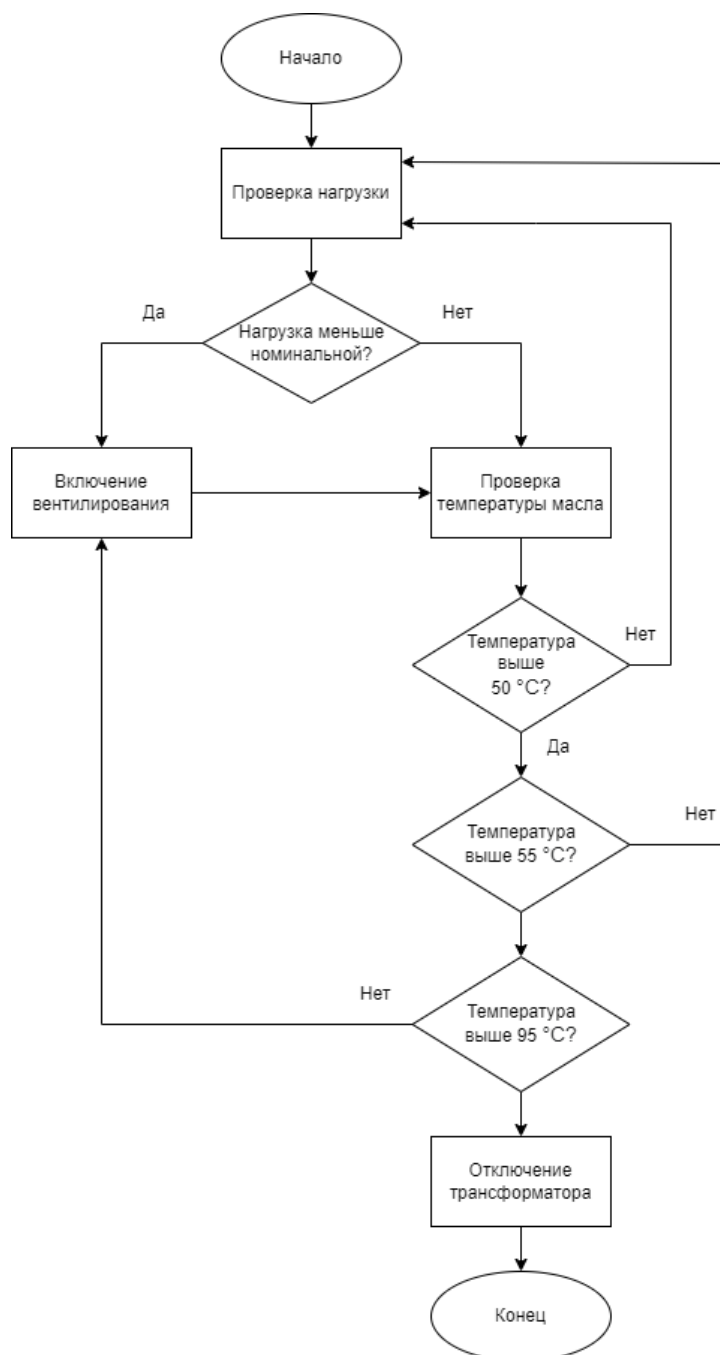 Начало
Проверка нагрузки
Да
Нет
Нагрузка меньше
номинальной?
Включение
вентилирования
Проверка
температуры масла
Температура
выше
50 °C?
Нет
Да
Температура
выше 55 °C?
Нет
Нет
Температура
выше 95 °C?
Отключение
трансформатора
Конец